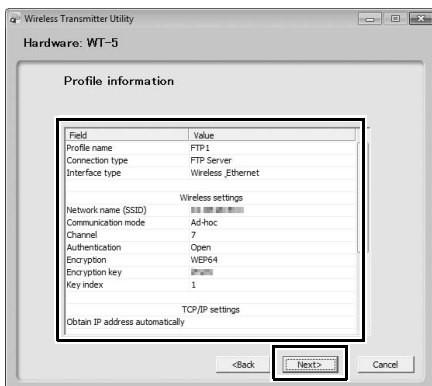 Wireless Transmitter Utility
Hardware: WT-5
Profile information
Field Value
Profile name FTP1
Connection type FTP Server
Interface type Wireless_Ethernet
Wireless settings
Network name (SSID)
Communication mode Ad-hoc
Channel 7
Authentication Open
Encryption WEP64
Encryption key
Key index 1
TCP/IP settings
Obtain IP address automatically
<Back Next> Cancel